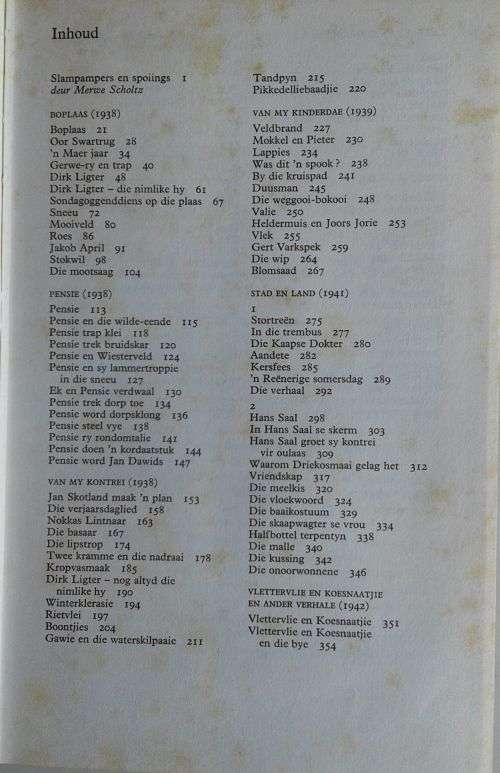 Inhoud
Slampampers en spoiings 1
deur Merwe Scholtz
BOPLAAS (1938)
Boplaas 21
Oor Swartrug 28
'n Maer jaar 34
Gerwe-ry en trap 40
Dirk Ligter 48
Dirk Ligter – die nimlike hy 61
Sondagoggenddiens op die plaas 67
Sneeu 72
Mooiveld 80
Roes 86
Jakob April 91
Stokwil 98
Die mootsaag 104
PENSIE (1938)
Pensie 113
Pensie en die wilde-eende 115
Pensie trap klei 118
Pensie trek bruidskar 120
Pensie en Wiesterveld 124
Pensie en sy lammertroppie
in die sneeu 127
Ek en Pensie verdwaal 130
Pensie trek dorp toe 134
Pensie word dorpsklong 136
Pensie steel vye 138
Pensie ry rondomtalie 141
Pensie doen 'n kordaatstuk 144
Pensie word Jan Dawids 147
VAN MY KONTREI (1938)
Jan Skotland maak 'n plan 153
Die verjaarsdaglied 158
Nokkas Lintnaar 163
Die basaar 167
Die lipstrop 174
Twee kramme en die nadraai 178
Kropvasmaak 185
Dirk Ligter – nog altyd die
nimlike hy 190
Winterklerasie 194
Rietvlei 197
Boontjies 204
Gawie en die waterskilpaaie 211
Tandpyn 215
Pikkedelliebaadjie 220
VAN MY KINDERDAE (1939)
Veldbrand 227
Mokkel en Pieter 230
Lappies 234
Was dit 'n spook? 238
By die kruispad 241
Duusman 245
Die weggooi-bokooi 248
Valie 250
Heldermuis en Joors Jorie 253
Vlek 255
Gert Varkspek 259
Die wip 264
Blomsaad 267
STAD EN LAND (1941)
1
Stortreën 275
In die trembus 277
Die Kaapse Dokter 280
Aandete 282
Kersfees 285
'n Reënerige somersdag 289
Die verhaal 292
2
Hans Saal 298
In Hans Saal se skerm 303
Hans Saal groet sy kontrei
vir oulaas 309
Waarom Driekosmaai gelag het 312
Vriendskap 317
Die meelkis 320
Die vloekwoord 324
Die baaikostuum 329
Die skaapwagter se vrou 334
Halfbottel terpentyn 338
Die malle 340
Die kussing 342
Die onoorwonnene 346
VLETTERVLIE EN KOESNAATJIE
EN ANDER VERHALE (1942)
Vlettervlie en Koesnaatjie 351
Vlettervlie en Koesnaatjie
en die bye 354